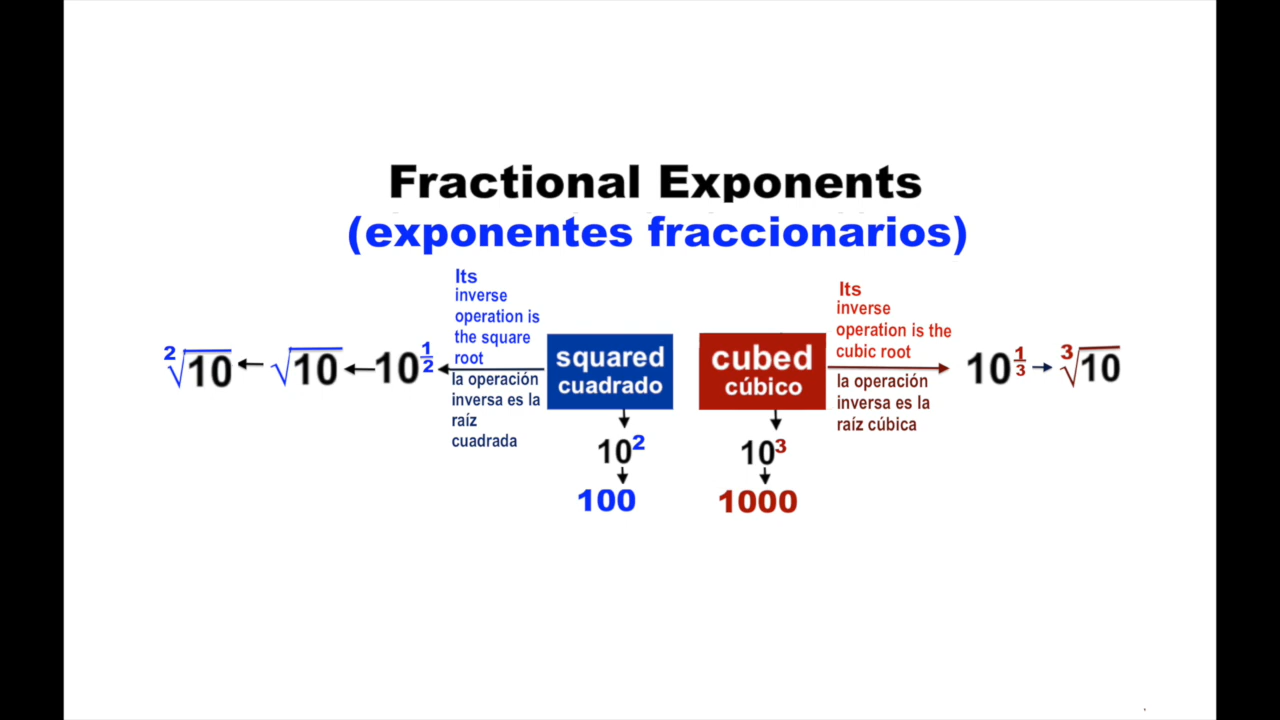 Fractional Exponents
(exponentes fraccionarios)
Its
inverse
operation is
the square
root
la operación
inversa es la
raíz
cuadrada
²√10 ← √10 ← 10^(1/2)
squared
cuadrado
10²
100
cubed
cúbico
10³
1000
Its
inverse
operation is the
cubic root
la operación
inversa es la
raíz cúbica
10^(1/3) → ³√10